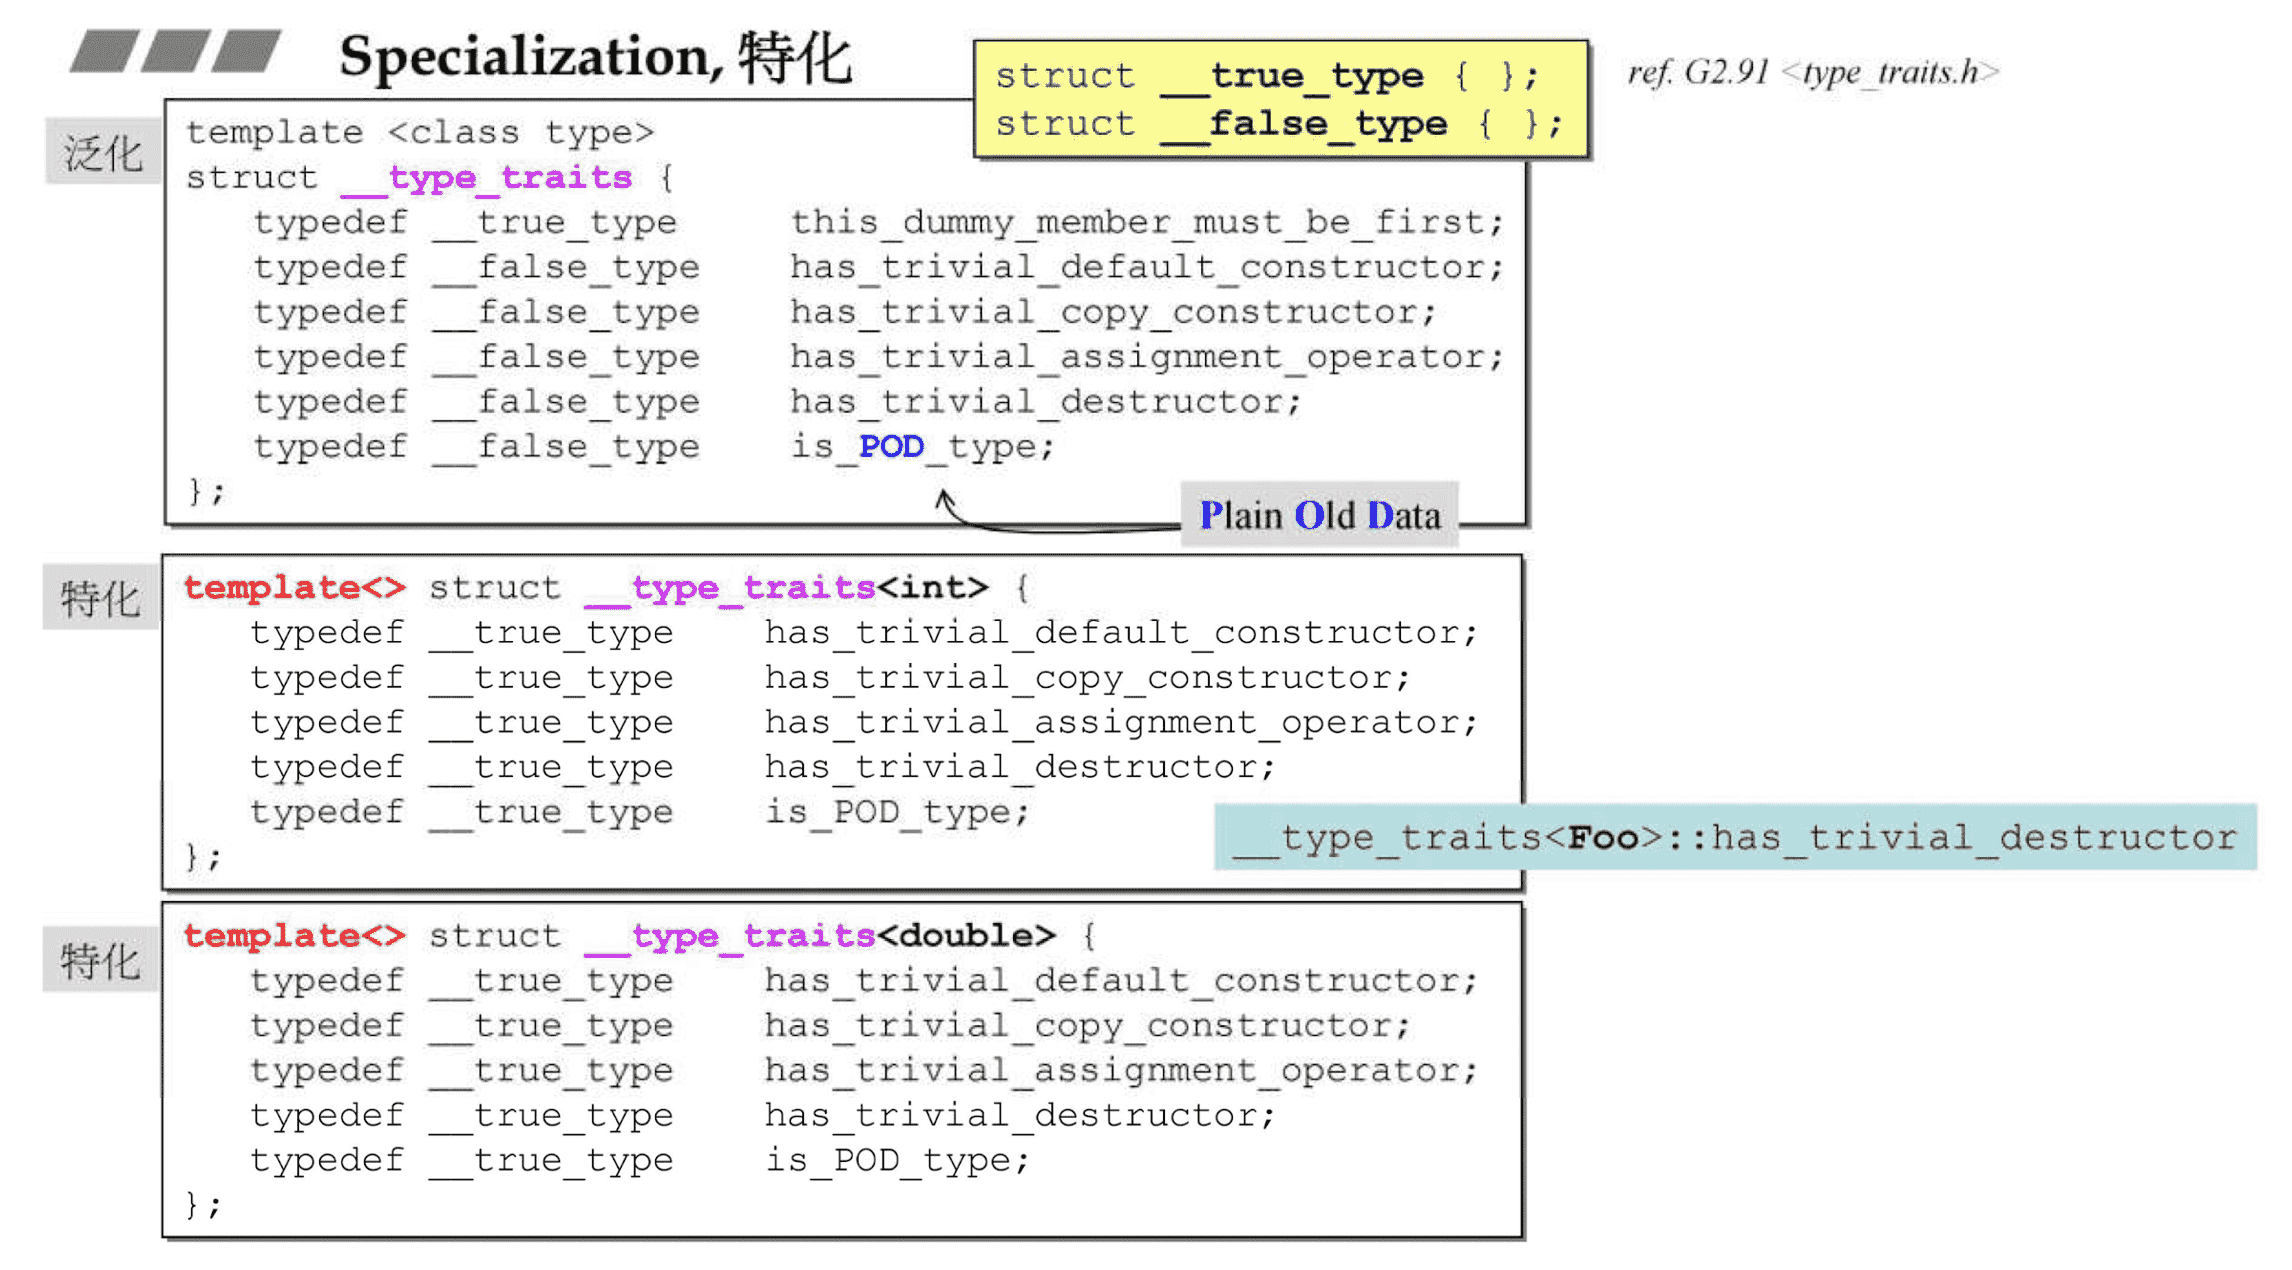 Specialization, 特化
struct __true_type { };
struct __false_type { };
ref. G2.91 <type_traits.h>
泛化
template <class type>
struct __type_traits {
typedef __true_type this_dummy_member_must_be_first;
typedef __false_type has_trivial_default_constructor;
typedef __false_type has_trivial_copy_constructor;
typedef __false_type has_trivial_assignment_operator;
typedef __false_type has_trivial_destructor;
typedef __false_type is_POD_type;
};
Plain Old Data
特化
template<> struct __type_traits<int> {
typedef __true_type has_trivial_default_constructor;
typedef __true_type has_trivial_copy_constructor;
typedef __true_type has_trivial_assignment_operator;
typedef __true_type has_trivial_destructor;
typedef __true_type is_POD_type;
};
__type_traits<Foo>::has_trivial_destructor
特化
template<> struct __type_traits<double> {
typedef __true_type has_trivial_default_constructor;
typedef __true_type has_trivial_copy_constructor;
typedef __true_type has_trivial_assignment_operator;
typedef __true_type has_trivial_destructor;
typedef __true_type is_POD_type;
};